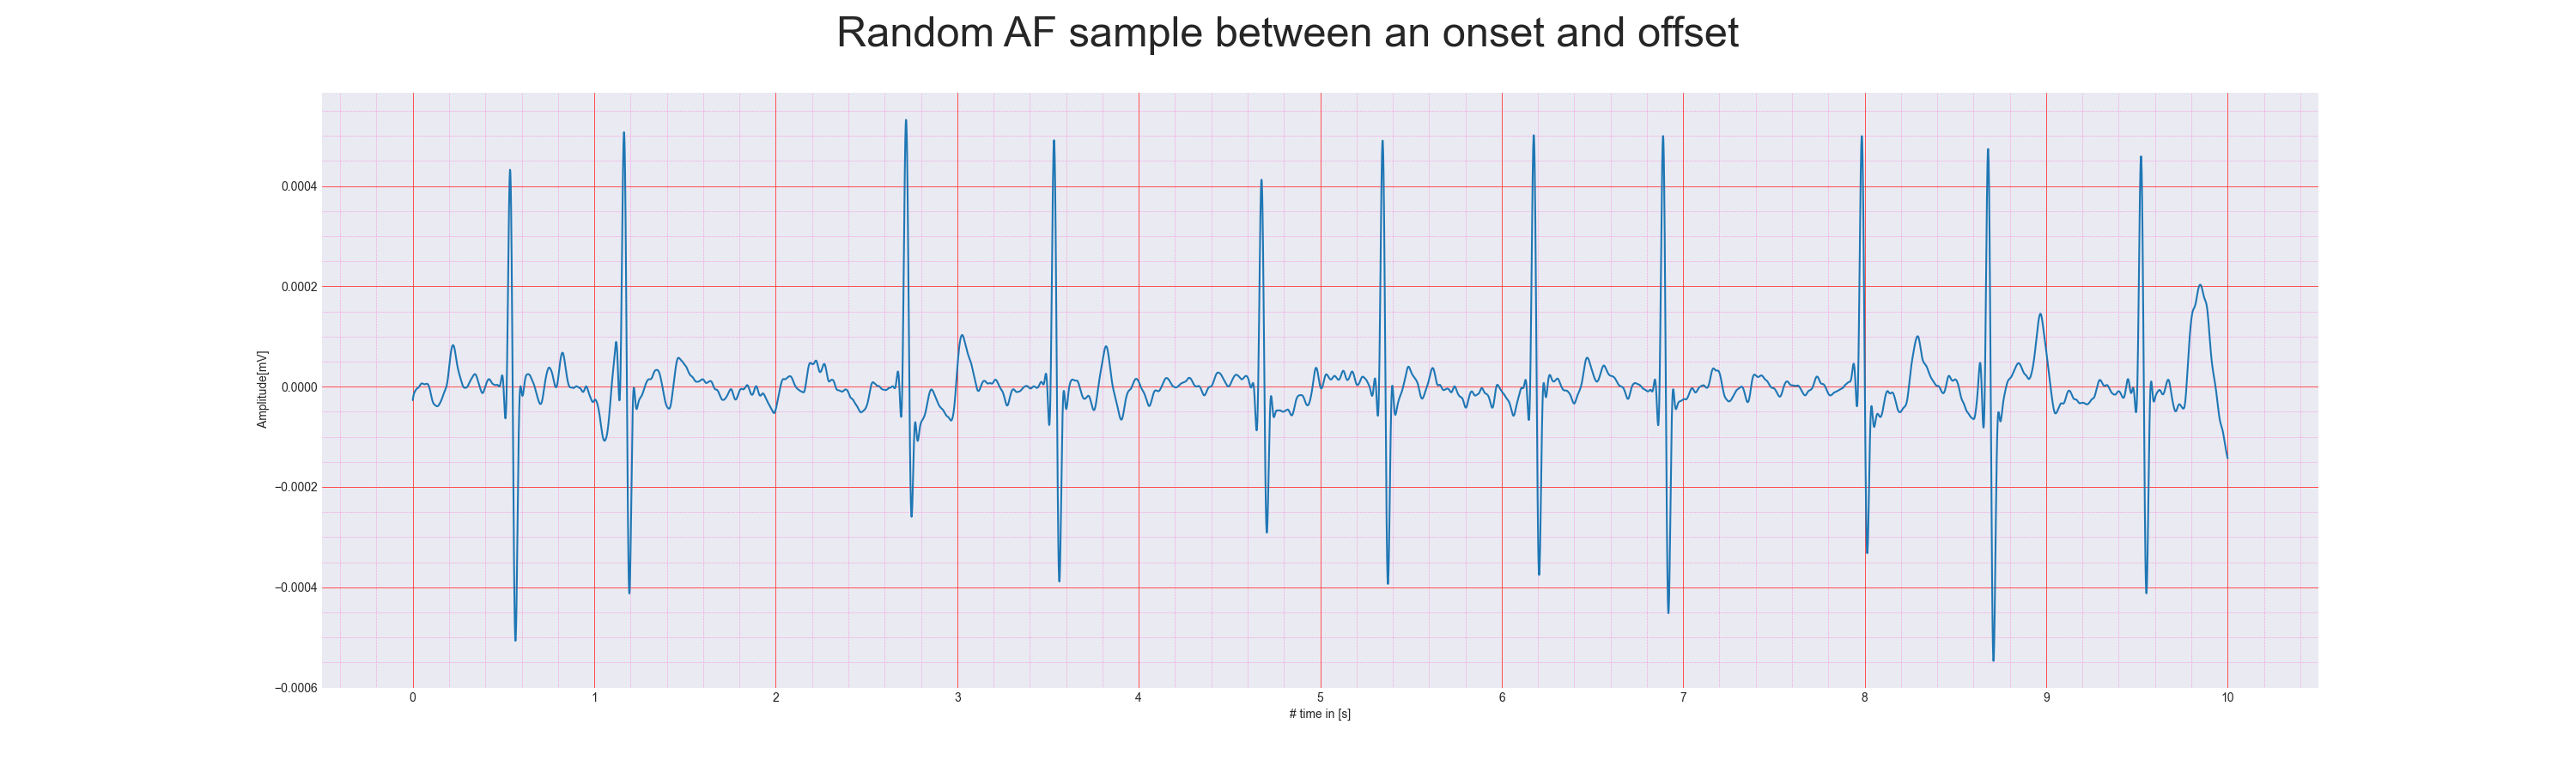 Random AF sample between an onset and offset
Amplitude[mV]
0.0004
0.0002
0.0000
−0.0002
−0.0004
−0.0006
0 1 2 3 4 5 6 7 8 9 10
# time in [s]